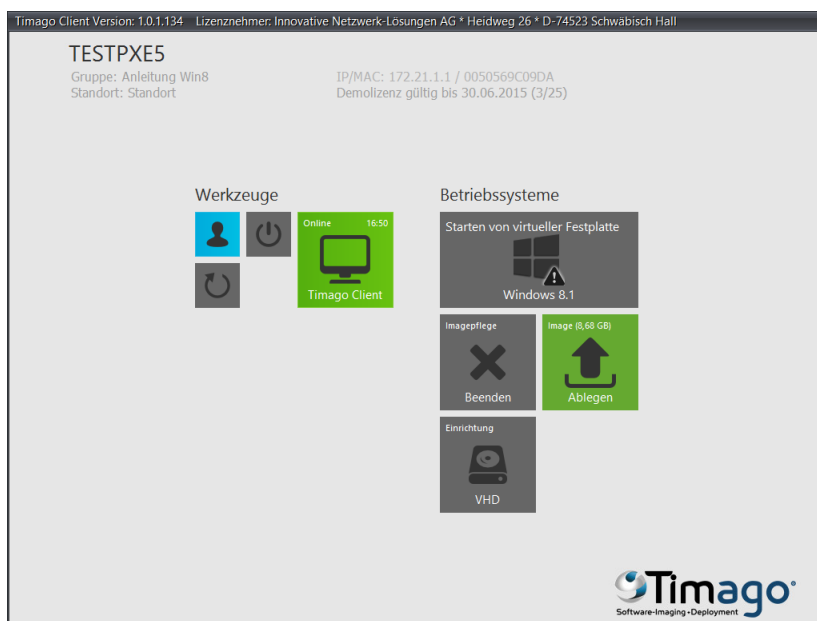 Timago Client Version: 1.0.1.134 Lizenznehmer: Innovative Netzwerk-Lösungen AG * Heidweg 26 * D-74523 Schwäbisch Hall
TESTPXE5
Gruppe: Anleitung Win8
Standort: Standort
IP/MAC: 172.21.1.1 / 0050569C09DA
Demolizenz gültig bis 30.06.2015 (3/25)
Werkzeuge
Online 16:50
Timago Client
Betriebssysteme
Starten von virtueller Festplatte
Windows 8.1
Imagepflege
Beenden
Image (8,68 GB)
Ablegen
Einrichtung
VHD
Timago®
Software-Imaging+Deployment